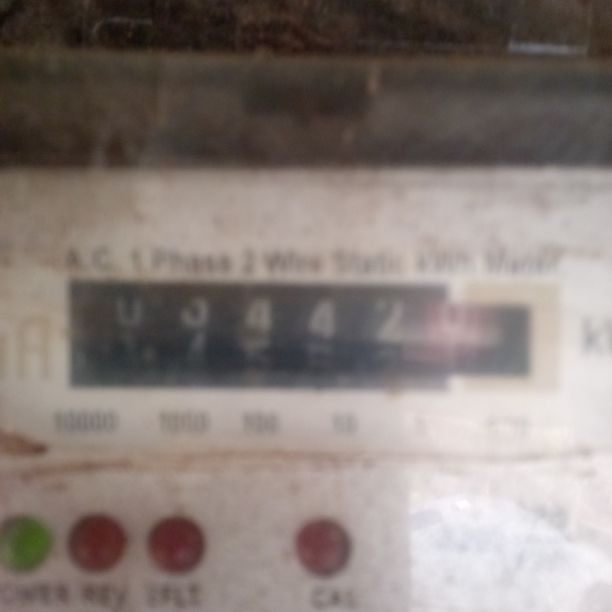 A.C. 1 Phase 2 Wire Static kWh Meter
0 3 4 4 2
10000 1000 100 10 1
POWER REV EFLT CAL